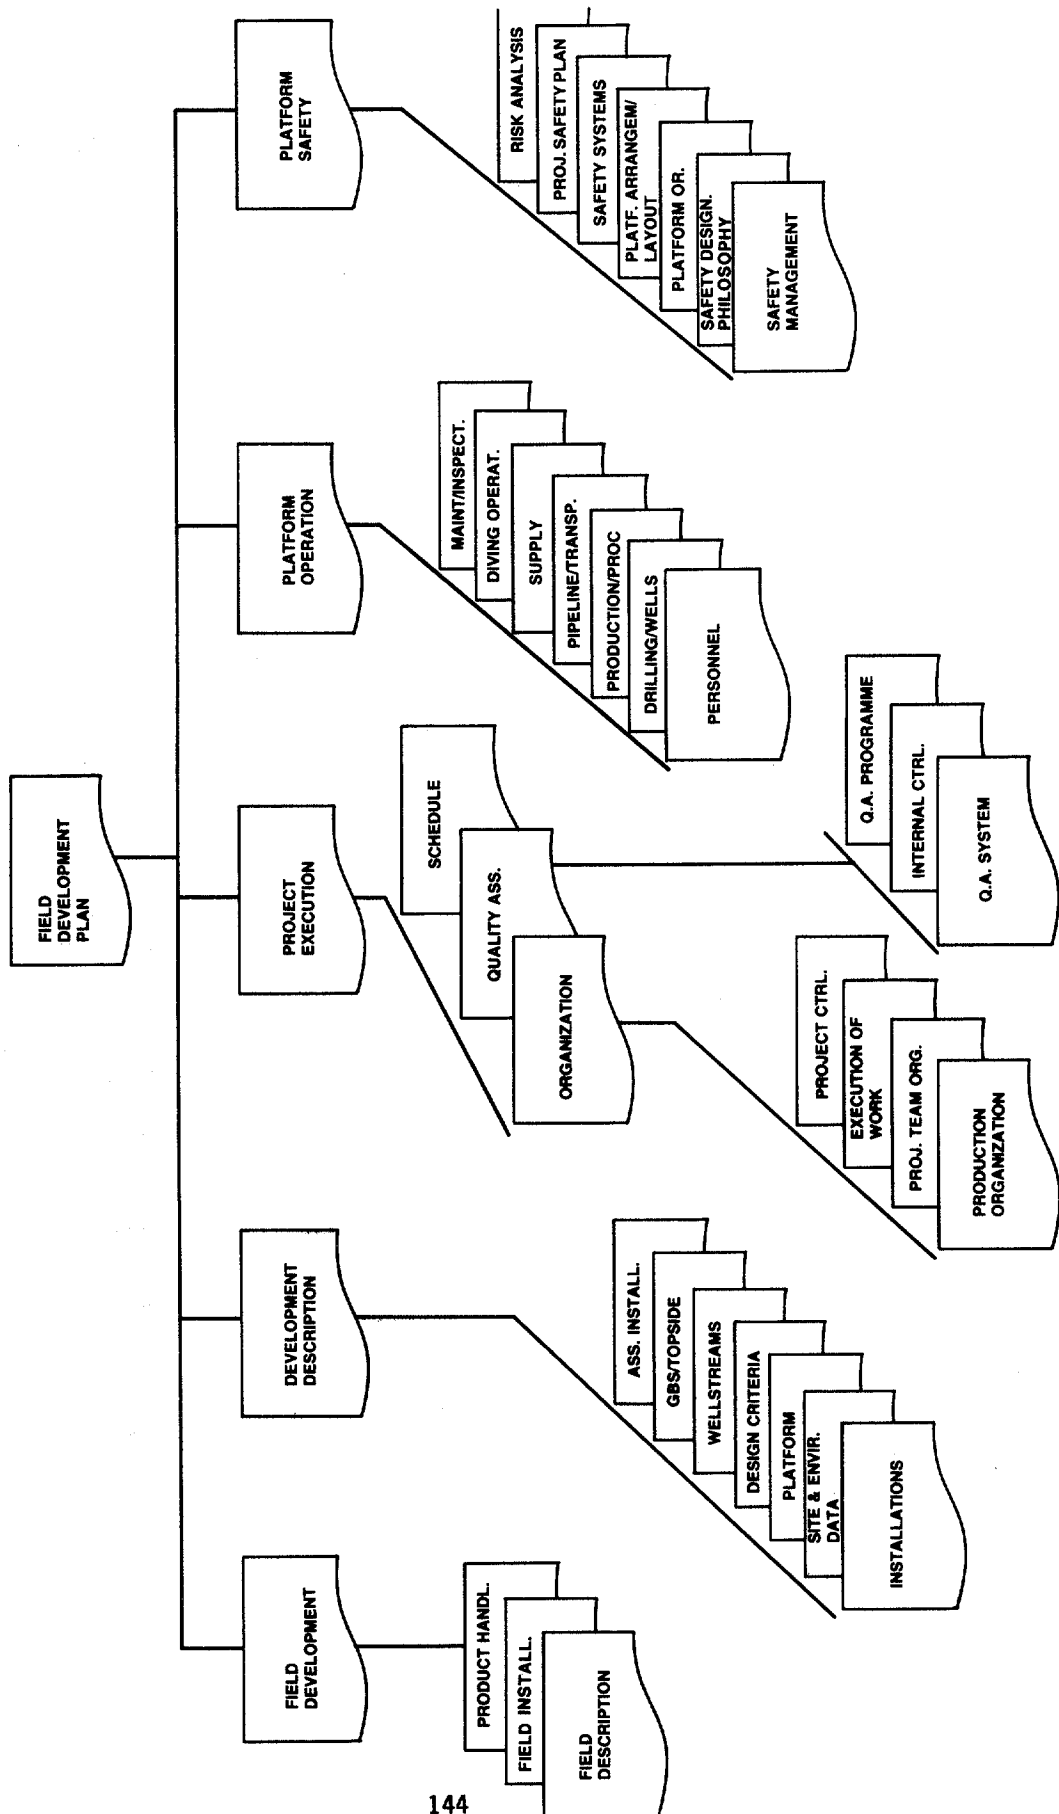 FIELD
DEVELOPMENT
PLAN
FIELD
DEVELOPMENT
DEVELOPMENT
DESCRIPTION
PROJECT
EXECUTION
PLATFORM
OPERATION
PLATFORM
SAFETY
PRODUCT HANDL.
FIELD INSTALL.
FIELD
DESCRIPTION
ASS. INSTALL.
GBS/TOPSIDE
WELLSTREAMS
DESIGN CRITERIA
PLATFORM
SITE & ENVIR.
DATA
INSTALLATIONS
SCHEDULE
QUALITY ASS.
ORGANIZATION
PROJECT CTRL.
EXECUTION OF
WORK
PROJ. TEAM ORG.
PRODUCTION
ORGANIZATION
Q.A. PROGRAMME
INTERNAL CTRL.
Q.A. SYSTEM
MAINT/INSPECT.
DIVING OPERAT.
SUPPLY
PIPELINE/TRANSP.
PRODUCTION/PROC
DRILLING/WELLS
PERSONNEL
RISK ANALYSIS
PROJ. SAFETY PLAN
SAFETY SYSTEMS
PLATF. ARRANGEM/
LAYOUT
PLATFORM OR.
SAFETY DESIGN.
PHILOSOPHY
SAFETY
MANAGEMENT
144